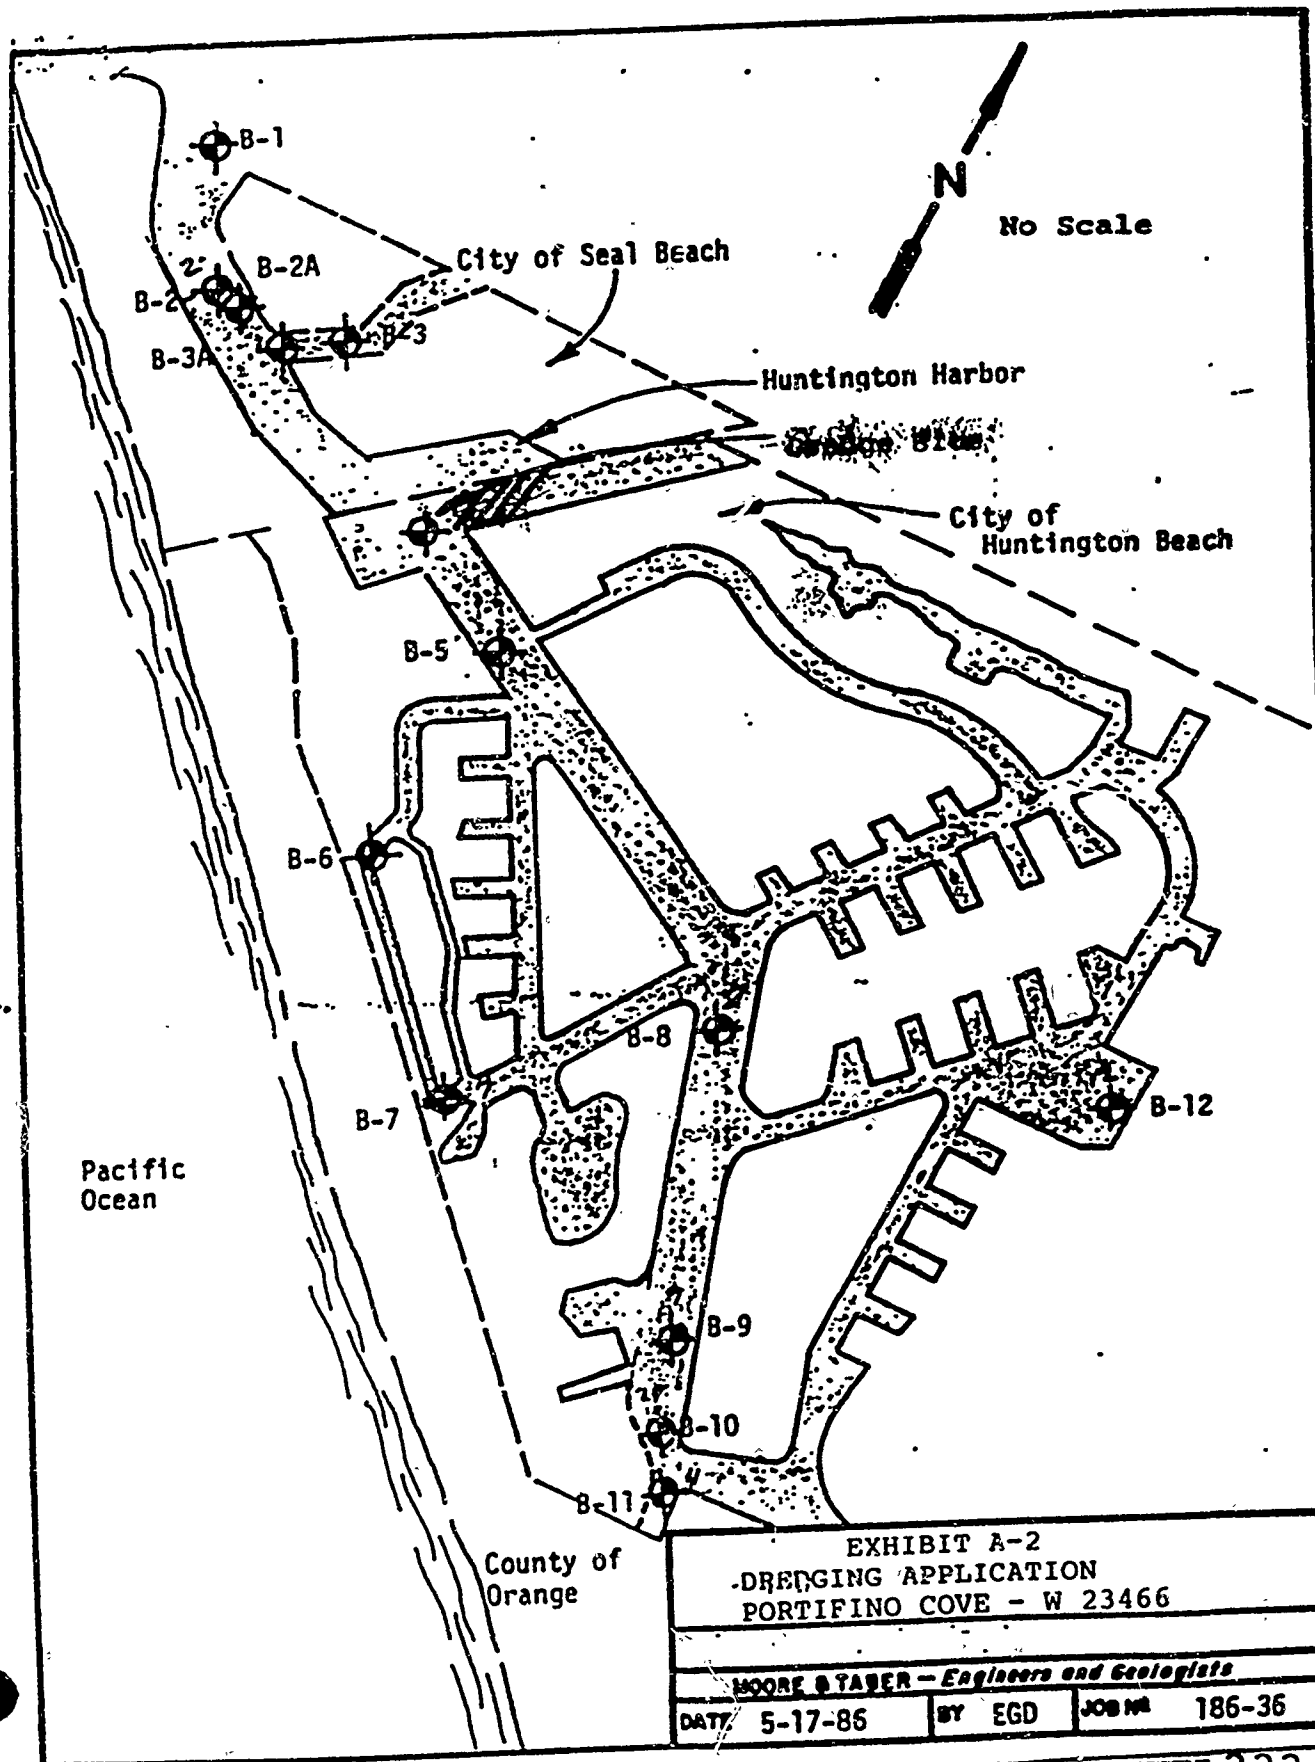 B-1
N
No Scale
City of Seal Beach
B-2A
B-2
B-3
B-3A
Huntington Harbor
City of
Huntington Beach
B-5
B-6
B-8
B-7
B-12
Pacific
Ocean
B-9
B-10
B-11
County of
Orange
EXHIBIT A-2
DREDGING APPLICATION
PORTIFINO COVE - W 23466
MOORE & TABER - Engineers and Geologists
DATE 5-17-86 BY EGD JOB Nº 186-36